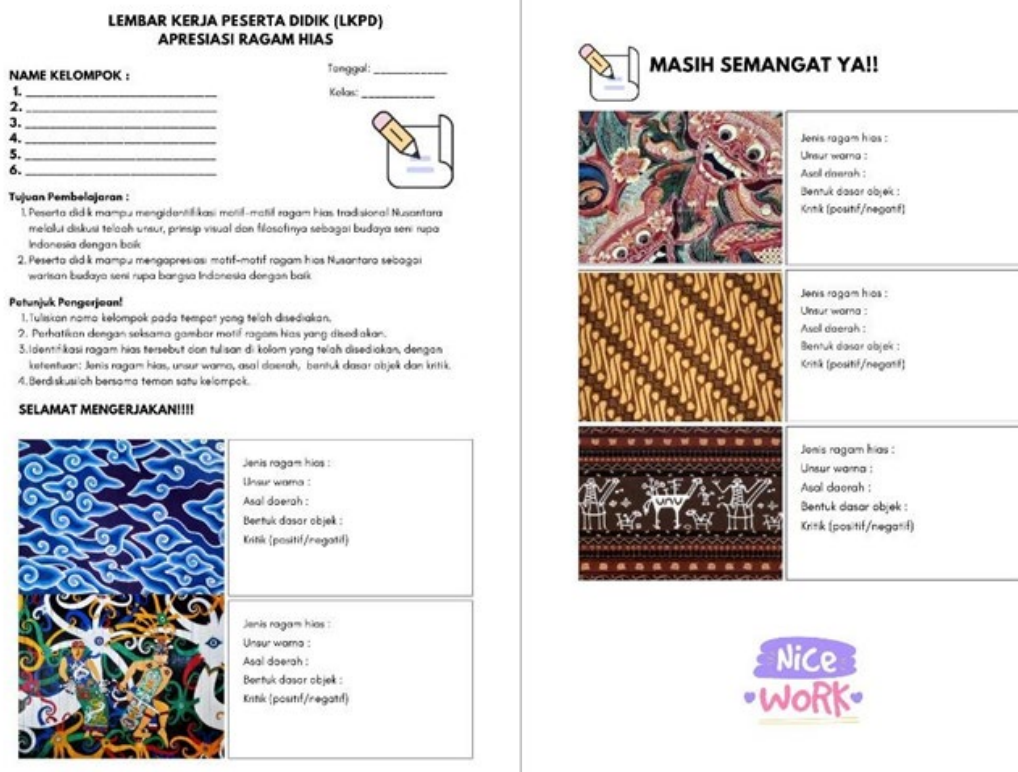 LEMBAR KERJA PESERTA DIDIK (LKPD)
APRESIASI RAGAM HIAS
NAME KELOMPOK :
1. ____________________
2. ____________________
3. ____________________
4. ____________________
5. ____________________
6. ____________________
Tanggal: ____________
Kelas: ____________
Tujuan Pembelajaran :
1. Peserta didik mampu mengidentifikasi motif-motif ragam hias tradisional Nusantara
melalui diskusi telaah unsur, prinsip visual dan filosofinya sebagai budaya seni rupa
Indonesia dengan baik
2. Peserta didik mampu mengapresiasi motif-motif ragam hias Nusantara sebagai
warisan budaya seni rupa bangsa Indonesia dengan baik
Petunjuk Pengerjaan!
1. Tuliskan nama kelompok pada tempat yang telah disediakan.
2. Perhatikan dengan seksama gambar motif ragam hias yang disediakan.
3. Identifikasi ragam hias tersebut dan tulisan di kolom yang telah disediakan, dengan
ketentuan: Jenis ragam hias, unsur warna, asal daerah, bentuk dasar objek dan kritik.
4. Berdiskusilah bersama teman satu kelompok.
SELAMAT MENGERJAKAN!!!!
Jenis ragam hias :
Unsur warna :
Asal daerah :
Bentuk dasar objek :
Kritik (positif/negatif)
Jenis ragam hias :
Unsur warna :
Asal daerah :
Bentuk dasar objek :
Kritik (positif/negatif)
MASIH SEMANGAT YA!!
Jenis ragam hias :
Unsur warna :
Asal daerah :
Bentuk dasar objek :
Kritik (positif/negatif)
Jenis ragam hias :
Unsur warna :
Asal daerah :
Bentuk dasar objek :
Kritik (positif/negatif)
Jenis ragam hias :
Unsur warna :
Asal daerah :
Bentuk dasar objek :
Kritik (positif/negatif)
NiCe
WORK